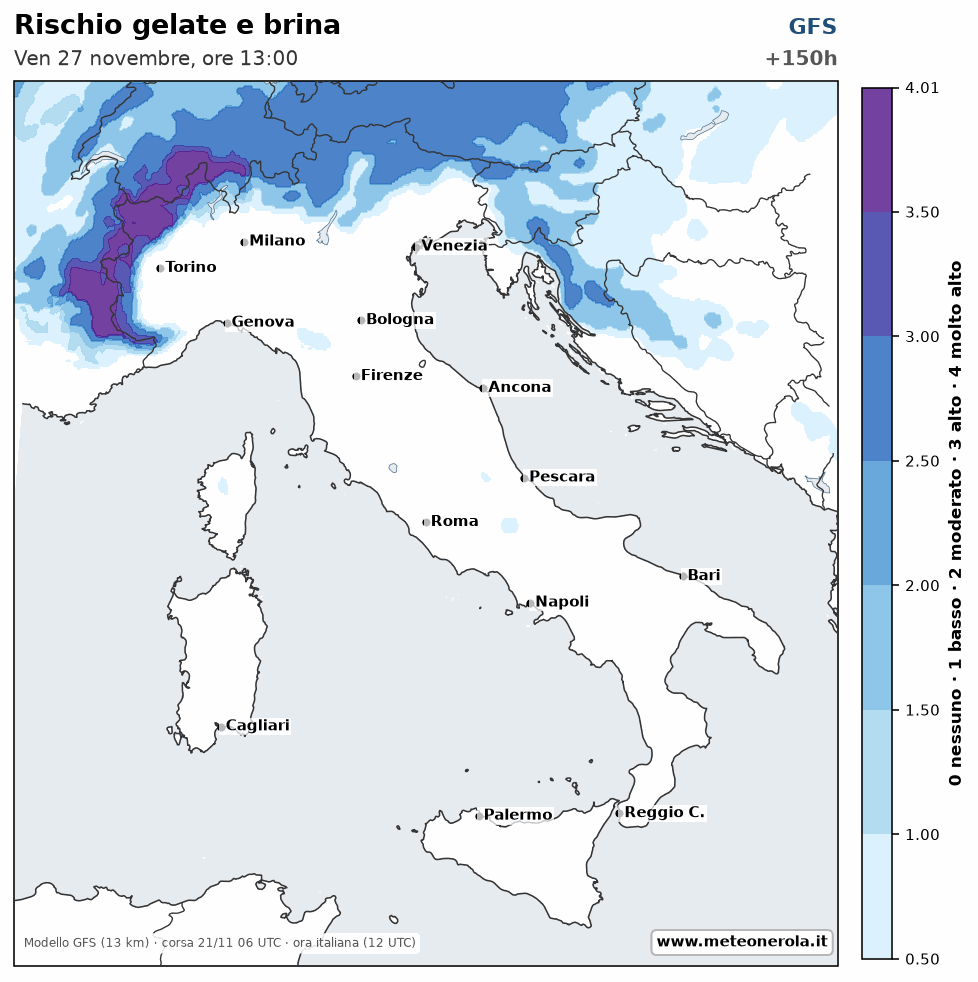 Rischio gelate e brina
GFS
Ven 27 novembre, ore 13:00
+150h
4.01
3.50
3.00
2.50
2.00
1.50
1.00
0.50
0 nessuno · 1 basso · 2 moderato · 3 alto · 4 molto alto
Milano
Venezia
Torino
Genova
Bologna
Firenze
Ancona
Pescara
Roma
Bari
Napoli
Cagliari
Palermo
Reggio C.
Modello GFS (13 km) · corsa 21/11 06 UTC · ora italiana (12 UTC)
www.meteonerola.it